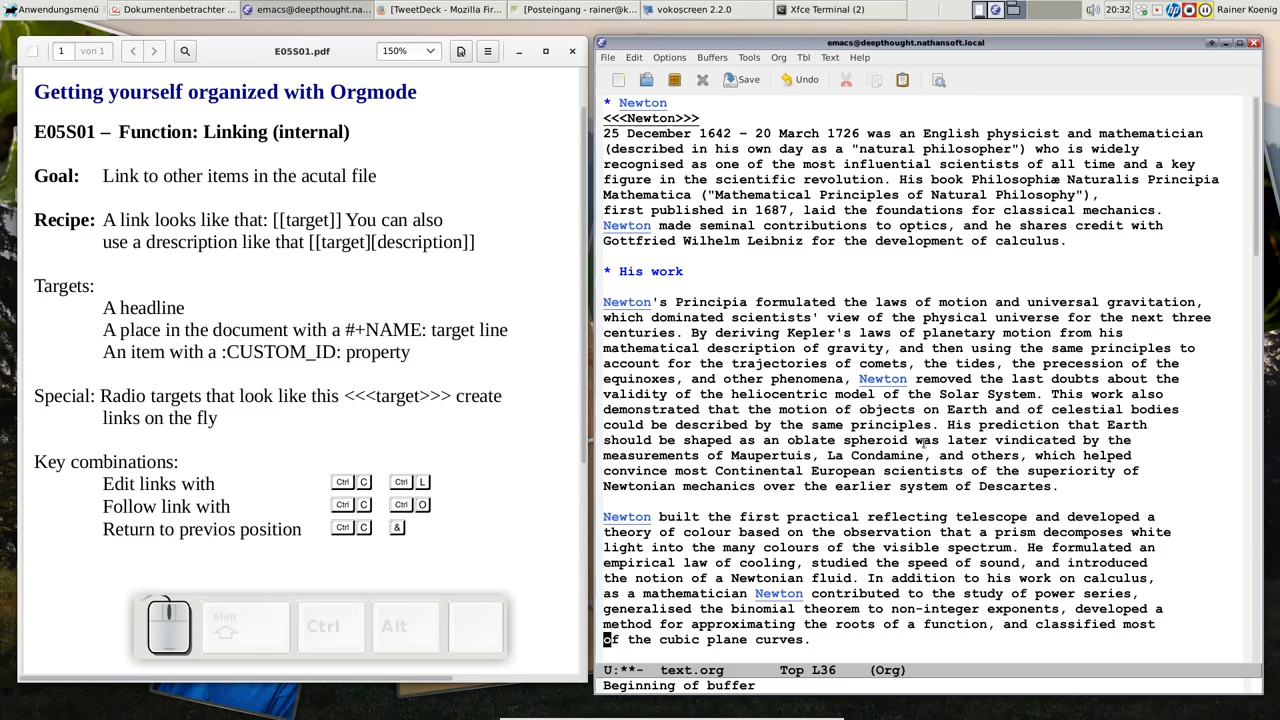 Anwendungsmenü
Dokumentenbetrachter ...
emacs@deepthought.na...
[TweetDeck - Mozilla Fir...
[Posteingang - rainer@k...
vokoscreen 2.2.0
Xfce Terminal (2)
20:32
Rainer Koenig
1 von 1
E05S01.pdf
150%
Getting yourself organized with Orgmode
E05S01 – Function: Linking (internal)
Goal: Link to other items in the acutal file
Recipe: A link looks like that: [[target]] You can also
use a drescription like that [[target][description]]
Targets:
A headline
A place in the document with a #+NAME: target line
An item with a :CUSTOM_ID: property
Special: Radio targets that look like this <<<target>>> create
links on the fly
Key combinations:
Edit links with Ctrl C Ctrl L
Follow link with Ctrl C Ctrl O
Return to previos position Ctrl C &
Shift
Ctrl
Alt
emacs@deepthought.nathansoft.local
File Edit Options Buffers Tools Org Tbl Text Help
Save Undo
* Newton
<<<Newton>>>
25 December 1642 – 20 March 1726 was an English physicist and mathematician
(described in his own day as a "natural philosopher") who is widely
recognised as one of the most influential scientists of all time and a key
figure in the scientific revolution. His book Philosophiæ Naturalis Principia
Mathematica ("Mathematical Principles of Natural Philosophy"),
first published in 1687, laid the foundations for classical mechanics.
Newton made seminal contributions to optics, and he shares credit with
Gottfried Wilhelm Leibniz for the development of calculus.
* His work
Newton's Principia formulated the laws of motion and universal gravitation,
which dominated scientists' view of the physical universe for the next three
centuries. By deriving Kepler's laws of planetary motion from his
mathematical description of gravity, and then using the same principles to
account for the trajectories of comets, the tides, the precession of the
equinoxes, and other phenomena, Newton removed the last doubts about the
validity of the heliocentric model of the Solar System. This work also
demonstrated that the motion of objects on Earth and of celestial bodies
could be described by the same principles. His prediction that Earth
should be shaped as an oblate spheroid was later vindicated by the
measurements of Maupertuis, La Condamine, and others, which helped
convince most Continental European scientists of the superiority of
Newtonian mechanics over the earlier system of Descartes.
Newton built the first practical reflecting telescope and developed a
theory of colour based on the observation that a prism decomposes white
light into the many colours of the visible spectrum. He formulated an
empirical law of cooling, studied the speed of sound, and introduced
the notion of a Newtonian fluid. In addition to his work on calculus,
as a mathematician Newton contributed to the study of power series,
generalised the binomial theorem to non-integer exponents, developed a
method for approximating the roots of a function, and classified most
of the cubic plane curves.
U:**- text.org Top L36 (Org)
Beginning of buffer